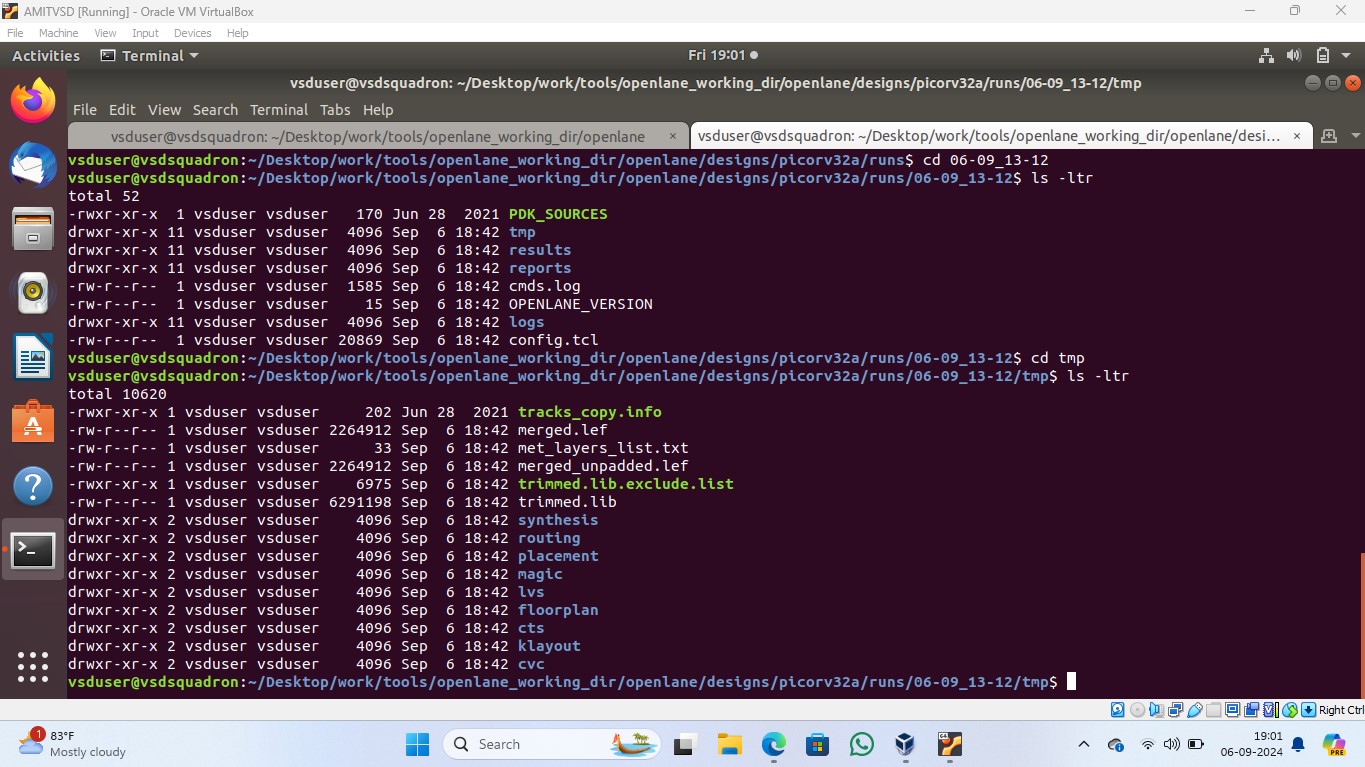 AMITVSD [Running] - Oracle VM VirtualBox
File Machine View Input Devices Help
Activities Terminal Fri 19:01
vsduser@vsdsquadron: ~/Desktop/work/tools/openlane_working_dir/openlane/designs/picorv32a/runs/06-09_13-12/tmp
File Edit View Search Terminal Tabs Help
vsduser@vsdsquadron: ~/Desktop/work/tools/openlane_working_dir/openlane × vsduser@vsdsquadron: ~/Desktop/work/tools/openlane_working_dir/openlane/desi... ×
vsduser@vsdsquadron:~/Desktop/work/tools/openlane_working_dir/openlane/designs/picorv32a/runs$ cd 06-09_13-12
vsduser@vsdsquadron:~/Desktop/work/tools/openlane_working_dir/openlane/designs/picorv32a/runs/06-09_13-12$ ls -ltr
total 52
-rwxr-xr-x 1 vsduser vsduser 170 Jun 28 2021 PDK_SOURCES
drwxr-xr-x 11 vsduser vsduser 4096 Sep 6 18:42 tmp
drwxr-xr-x 11 vsduser vsduser 4096 Sep 6 18:42 results
drwxr-xr-x 11 vsduser vsduser 4096 Sep 6 18:42 reports
-rw-r--r-- 1 vsduser vsduser 1585 Sep 6 18:42 cmds.log
-rw-r--r-- 1 vsduser vsduser 15 Sep 6 18:42 OPENLANE_VERSION
drwxr-xr-x 11 vsduser vsduser 4096 Sep 6 18:42 logs
-rw-r--r-- 1 vsduser vsduser 20869 Sep 6 18:42 config.tcl
vsduser@vsdsquadron:~/Desktop/work/tools/openlane_working_dir/openlane/designs/picorv32a/runs/06-09_13-12$ cd tmp
vsduser@vsdsquadron:~/Desktop/work/tools/openlane_working_dir/openlane/designs/picorv32a/runs/06-09_13-12/tmp$ ls -ltr
total 10620
-rwxr-xr-x 1 vsduser vsduser 202 Jun 28 2021 tracks_copy.info
-rw-r--r-- 1 vsduser vsduser 2264912 Sep 6 18:42 merged.lef
-rw-r--r-- 1 vsduser vsduser 33 Sep 6 18:42 met_layers_list.txt
-rw-r--r-- 1 vsduser vsduser 2264912 Sep 6 18:42 merged_unpadded.lef
-rwxr-xr-x 1 vsduser vsduser 6975 Sep 6 18:42 trimmed.lib.exclude.list
-rw-r--r-- 1 vsduser vsduser 6291198 Sep 6 18:42 trimmed.lib
drwxr-xr-x 2 vsduser vsduser 4096 Sep 6 18:42 synthesis
drwxr-xr-x 2 vsduser vsduser 4096 Sep 6 18:42 routing
drwxr-xr-x 2 vsduser vsduser 4096 Sep 6 18:42 placement
drwxr-xr-x 2 vsduser vsduser 4096 Sep 6 18:42 magic
drwxr-xr-x 2 vsduser vsduser 4096 Sep 6 18:42 lvs
drwxr-xr-x 2 vsduser vsduser 4096 Sep 6 18:42 floorplan
drwxr-xr-x 2 vsduser vsduser 4096 Sep 6 18:42 cts
drwxr-xr-x 2 vsduser vsduser 4096 Sep 6 18:42 klayout
drwxr-xr-x 2 vsduser vsduser 4096 Sep 6 18:42 cvc
vsduser@vsdsquadron:~/Desktop/work/tools/openlane_working_dir/openlane/designs/picorv32a/runs/06-09_13-12/tmp$
Right Ctrl
1 83°F
Mostly cloudy
Search
19:01
06-09-2024
PRE